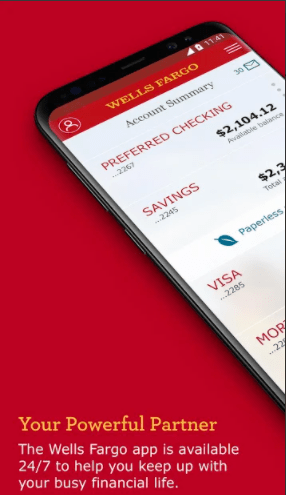 11:41
WELLS FARGO
30
Account Summary
PREFERRED CHECKING
...2267
$2,104.12
Available balance
SAVINGS
...2245
$2,3
Total
Paperless
VISA
...2285
MOR
...22
Your Powerful Partner
The Wells Fargo app is available
24/7 to help you keep up with
your busy financial life.